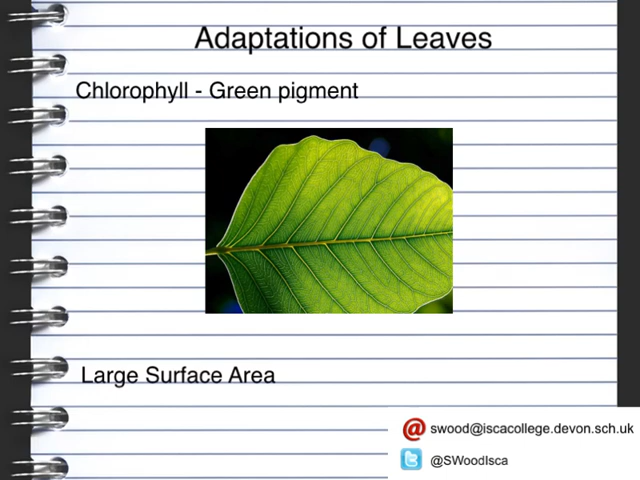 Adaptations of Leaves
Chlorophyll - Green pigment
Large Surface Area
swood@iscacollege.devon.sch.uk
@SWoodIsca